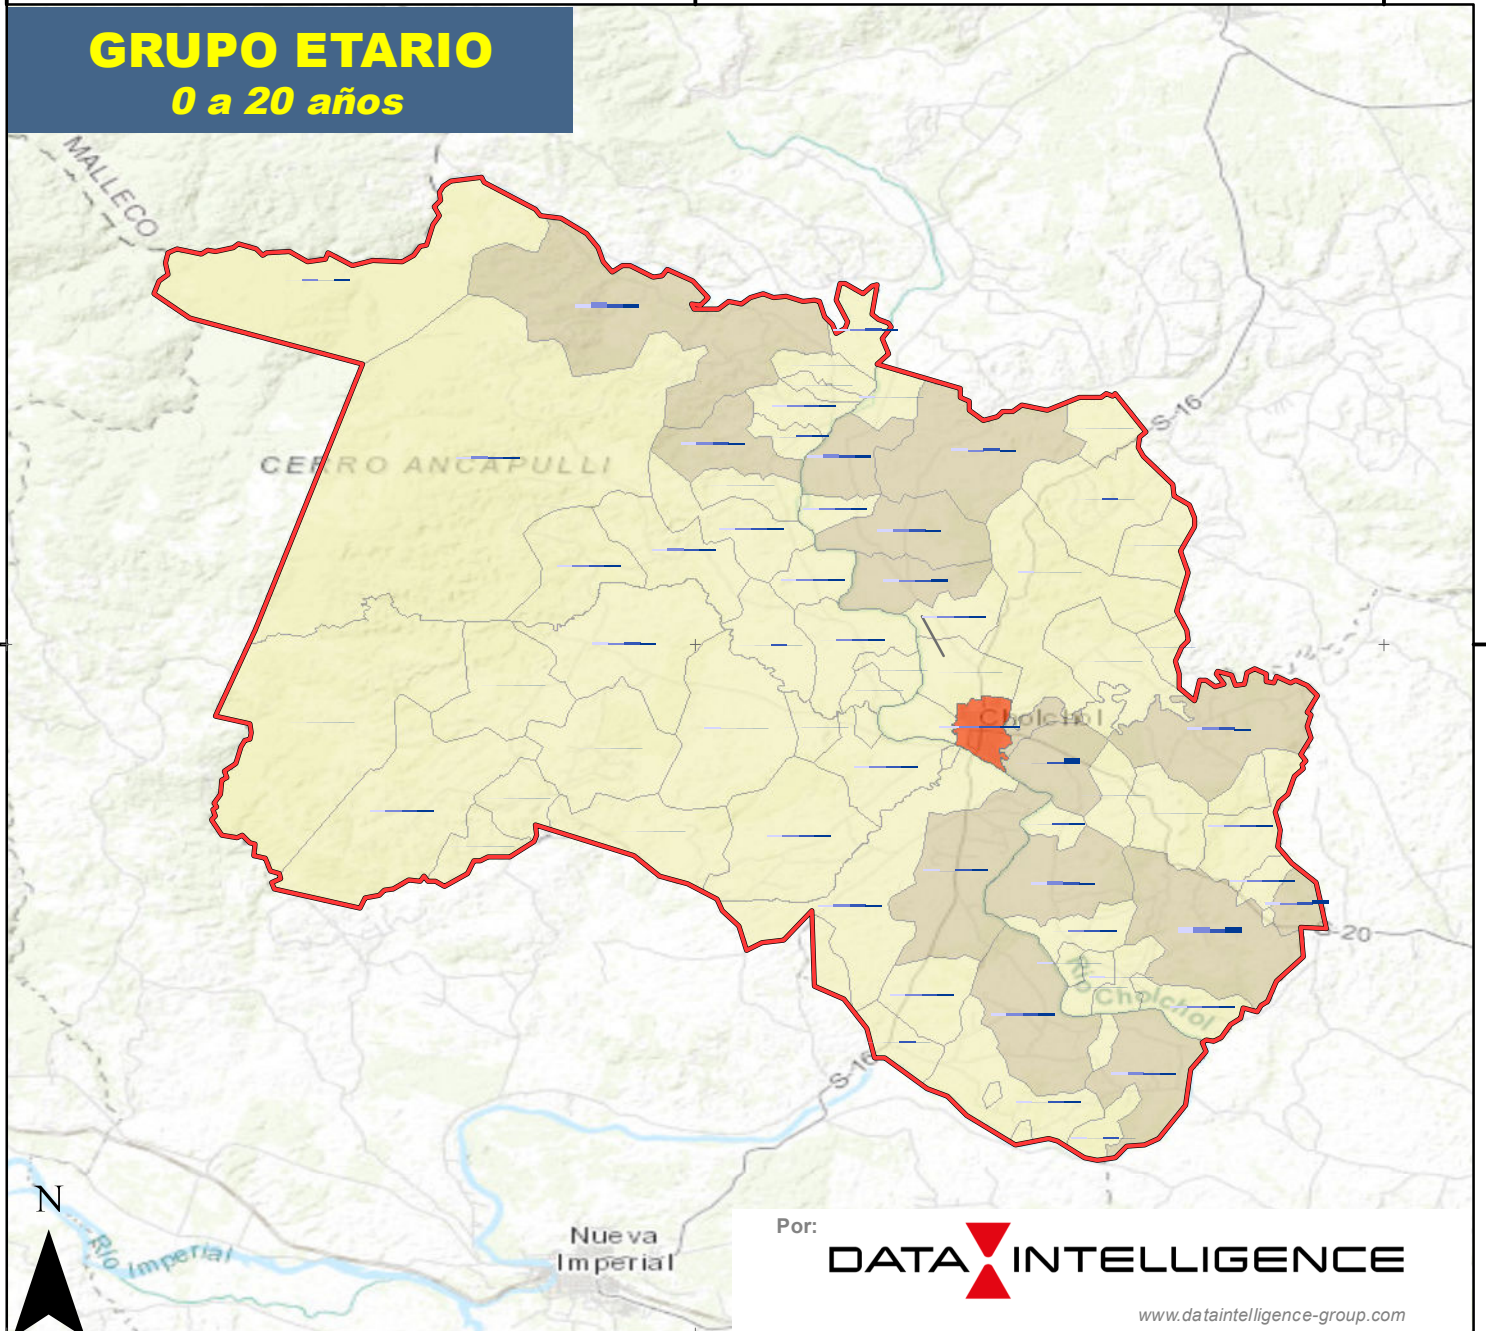 GRUPO ETARIO
0 a 20 años
MALLECO
S-16
CERRO ANCAPULLI
Cholchol
S-20
Río Cholchol
S-16
N
Río Imperial
Nueva
Imperial
Por:
DATA INTELLIGENCE
www.dataintelligence-group.com